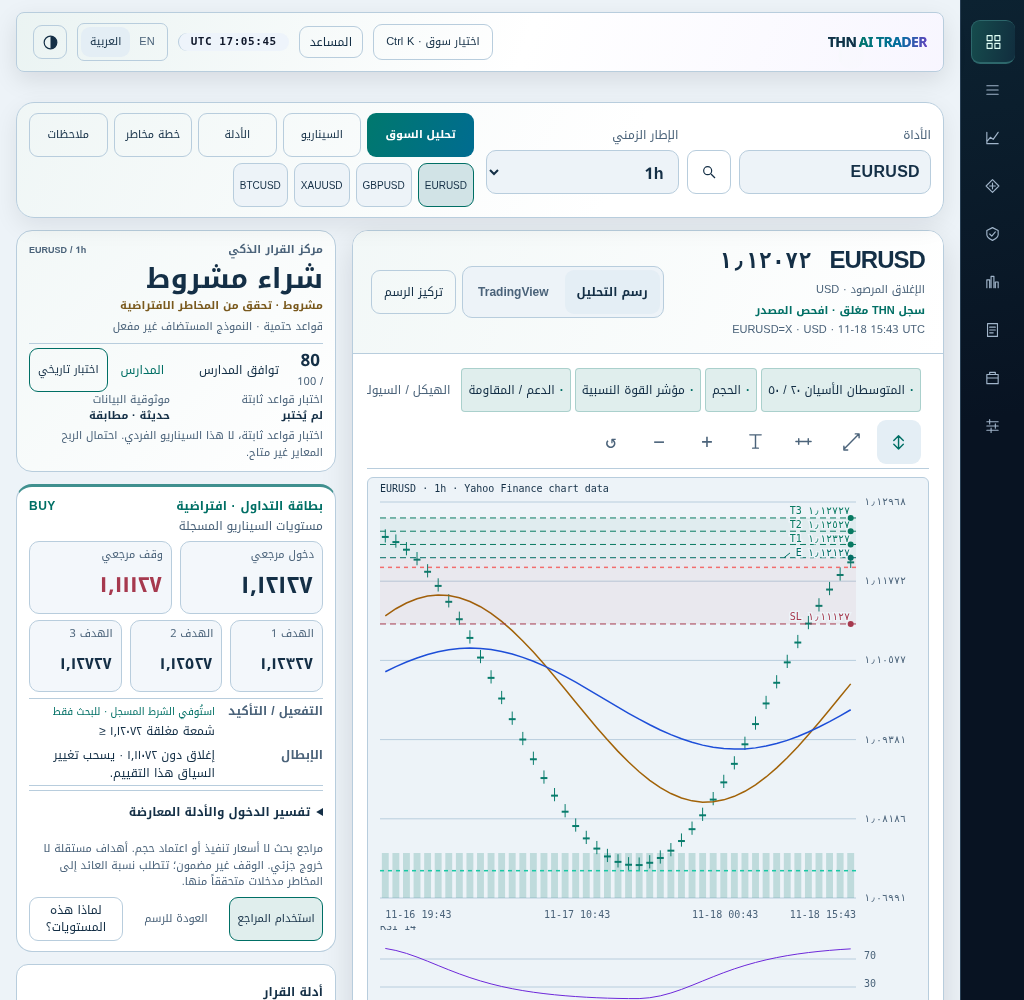 THN AI TRADER
اختيار سوق · Ctrl K
المساعد
UTC 17:05:45
EN
العربية
الأداة
EURUSD
الإطار الزمني
1h
تحليل السوق
السيناريو
الأدلة
خطة مخاطر
ملاحظات
EURUSD
GBPUSD
XAUUSD
BTCUSD
EURUSD ١٫١٢٠٧٢
الإغلاق المرصود · USD
سجل THN مغلق · افحص المصدر
EURUSD=X · USD · 11-18 15:43 UTC
رسم التحليل
TradingView
تركيز الرسم
· المتوسطان الأسيان ٢٠ / ٥٠
· مؤشر القوة النسبية
· الحجم
· الدعم / المقاومة
الهيكل / السيول
EURUSD · 1h · Yahoo Finance chart data
١٫١٢٩٦٨
T3 ١٫١٢٧٢٧
T2 ١٫١٢٥٢٧
T1 ١٫١٢٣٢٧
E ١٫١٢١٢٧
١٫١١٧٧٢
SL ١٫١١١٢٧
١٫١٠٥٧٧
١٫٠٩٣٨١
١٫٠٨١٨٦
١٫٠٦٩٩١
11-16 19:43
11-17 10:43
11-18 00:43
11-18 15:43
RSI 14
70
30
مركز القرار الذكي
EURUSD / 1h
شراء مشروط
مشروط · تحقق من المخاطر الافتراضية
قواعد حتمية · النموذج المستضاف غير مفعل
80
/ 100
توافق المدارس
المدارس
اختبار تاريخي
اختبار قواعد ثابتة
لم يُختبر
موثوقية البيانات
حديثة · مطابقة
اختبار قواعد ثابتة، لا هذا السيناريو الفردي. احتمال الربح
المعاير غير متاح.
بطاقة التداول · افتراضية
BUY
مستويات السيناريو المسجلة
دخول مرجعي
١,١٢١٢٧
وقف مرجعي
١,١١١٢٧
الهدف 1
١,١٢٣٢٧
الهدف 2
١,١٢٥٢٧
الهدف 3
١,١٢٧٢٧
التفعيل / التأكيد
استُوفي الشرط المسجل · للبحث فقط
شمعة مغلقة ١,١٢٠٧٢ ≤
الإبطال
إغلاق دون ١,١١٠٧٢ · يسحب تغيير
السياق هذا التقييم.
تفسير الدخول والأدلة المعارضة
مراجع بحث لا أسعار تنفيذ أو اعتماد حجم. أهداف مستقلة لا
خروج جزئي. الوقف غير مضمون؛ تتطلب نسبة العائد إلى
المخاطر مدخلات متحققاً منها.
استخدام المراجع
العودة للرسم
لماذا هذه
المستويات؟
أدلة القرار